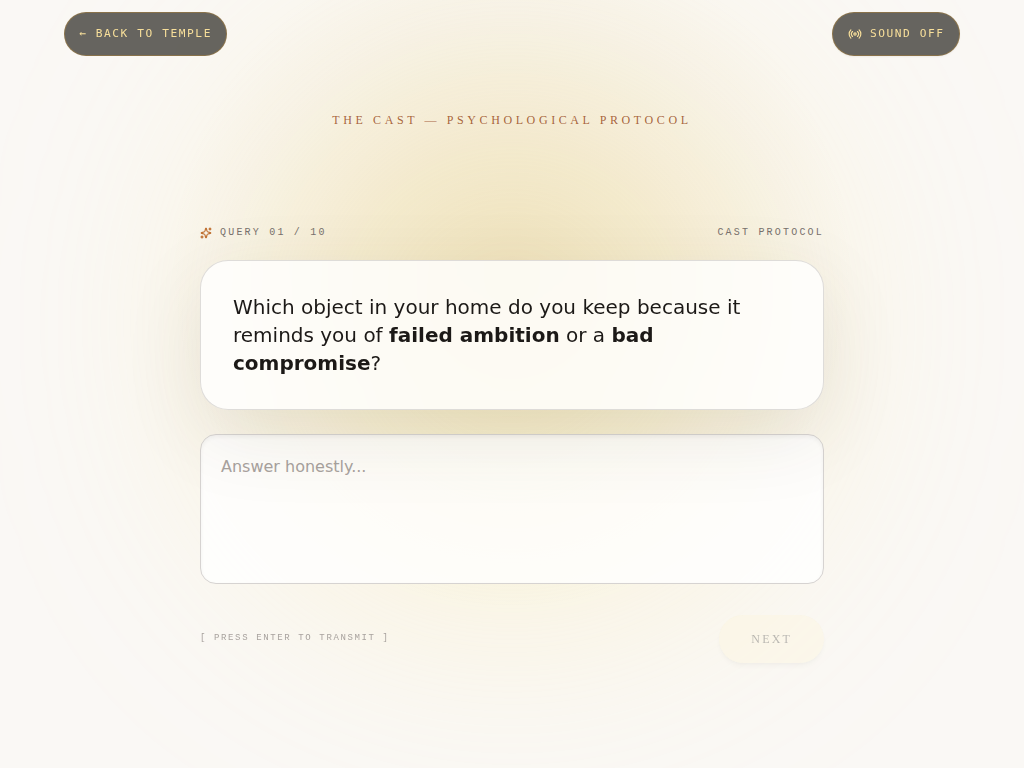 ← BACK TO TEMPLE
SOUND OFF
THE CAST — PSYCHOLOGICAL PROTOCOL
QUERY 01 / 10
CAST PROTOCOL
Which object in your home do you keep because it
reminds you of failed ambition or a bad
compromise?
Answer honestly...
[ PRESS ENTER TO TRANSMIT ]
NEXT